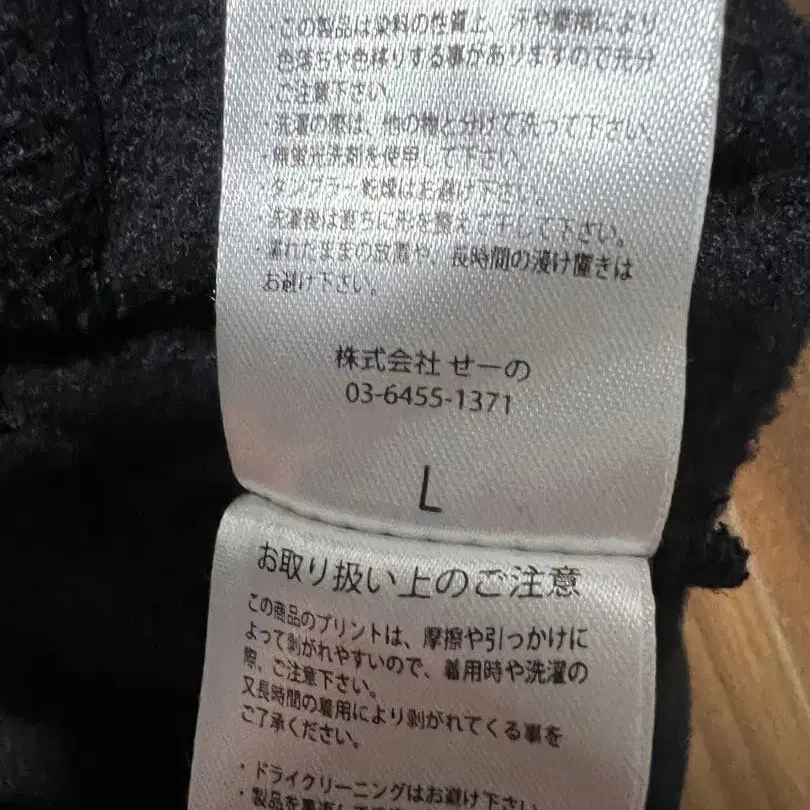 ・この製品は染料の性質上、汗や摩擦により
色落ちや色移りする事がありますので充分
ご注意下さい。
・洗濯の際は、他の物と分けて洗って下さい。
・無蛍光洗剤を使用して下さい。
・タンブラー乾燥はお避け下さい。
・洗濯後は直ちに形を整えて干して下さい。
・濡れたままの放置や、長時間の浸け置きは
お避け下さい。
株式会社 せーの
03-6455-1371
L
お取り扱い上のご注意
この商品のプリントは、摩擦や引っかけに
よって剥がれやすいので、着用時や洗濯の
際、ご注意下さい。
又長時間の着用により剥がれてくる事を
ご了承ください。
・ドライクリーニングはお避け下さい
・製品を裏返して